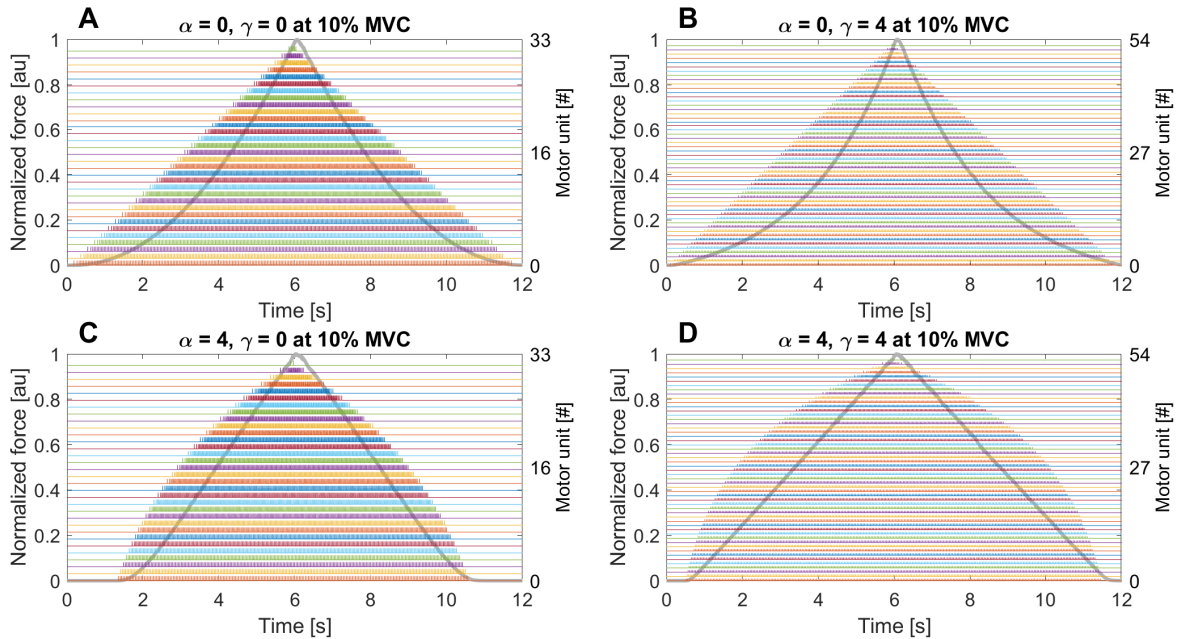 A
α = 0, γ = 0 at 10% MVC
Normalized force [au]
1
0.8
0.6
0.4
0.2
0
33
16
0
Motor unit [#]
0 2 4 6 8 10 12
Time [s]
B
α = 0, γ = 4 at 10% MVC
Normalized force [au]
1
0.8
0.6
0.4
0.2
0
54
27
0
Motor unit [#]
0 2 4 6 8 10 12
Time [s]
C
α = 4, γ = 0 at 10% MVC
Normalized force [au]
1
0.8
0.6
0.4
0.2
0
33
16
0
Motor unit [#]
0 2 4 6 8 10 12
Time [s]
D
α = 4, γ = 4 at 10% MVC
Normalized force [au]
1
0.8
0.6
0.4
0.2
0
54
27
0
Motor unit [#]
0 2 4 6 8 10 12
Time [s]